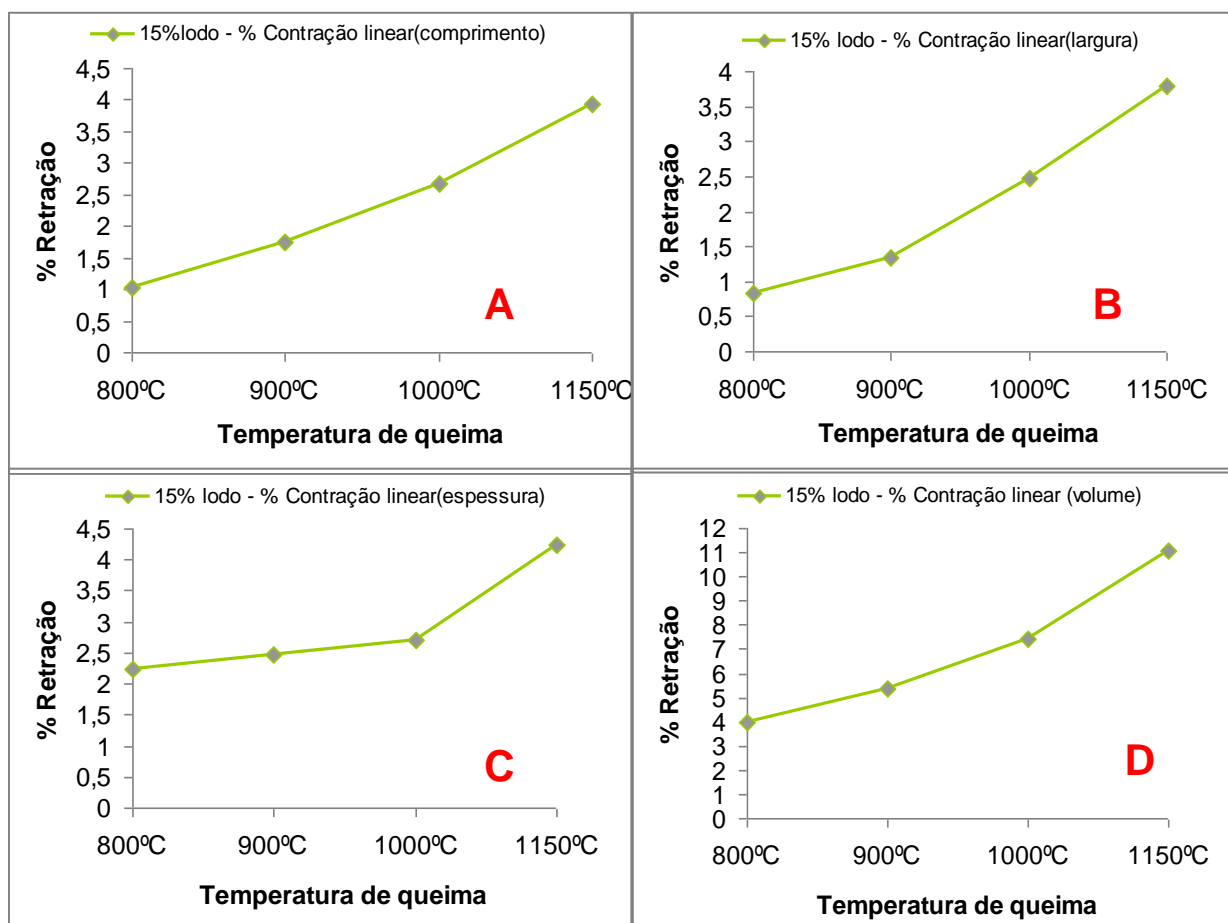 15%lodo - % Contração linear(comprimento)
% Retração
4,5
4
3,5
3
2,5
2
1,5
1
0,5
0
A
800ºC 900ºC 1000ºC 1150ºC
Temperatura de queima
15% lodo - % Contração linear(largura)
% Retração
4
3,5
3
2,5
2
1,5
1
0,5
0
B
800ºC 900ºC 1000ºC 1150ºC
Temperatura de queima
15% lodo - % Contração linear(espessura)
% Retração
4,5
4
3,5
3
2,5
2
1,5
1
0,5
0
C
800ºC 900ºC 1000ºC 1150ºC
Temperatura de queima
15% lodo - % Contração linear (volume)
% Retração
12
11
10
9
8
7
6
5
4
3
2
1
0
D
800ºC 900ºC 1000ºC 1150ºC
Temperatura de queima